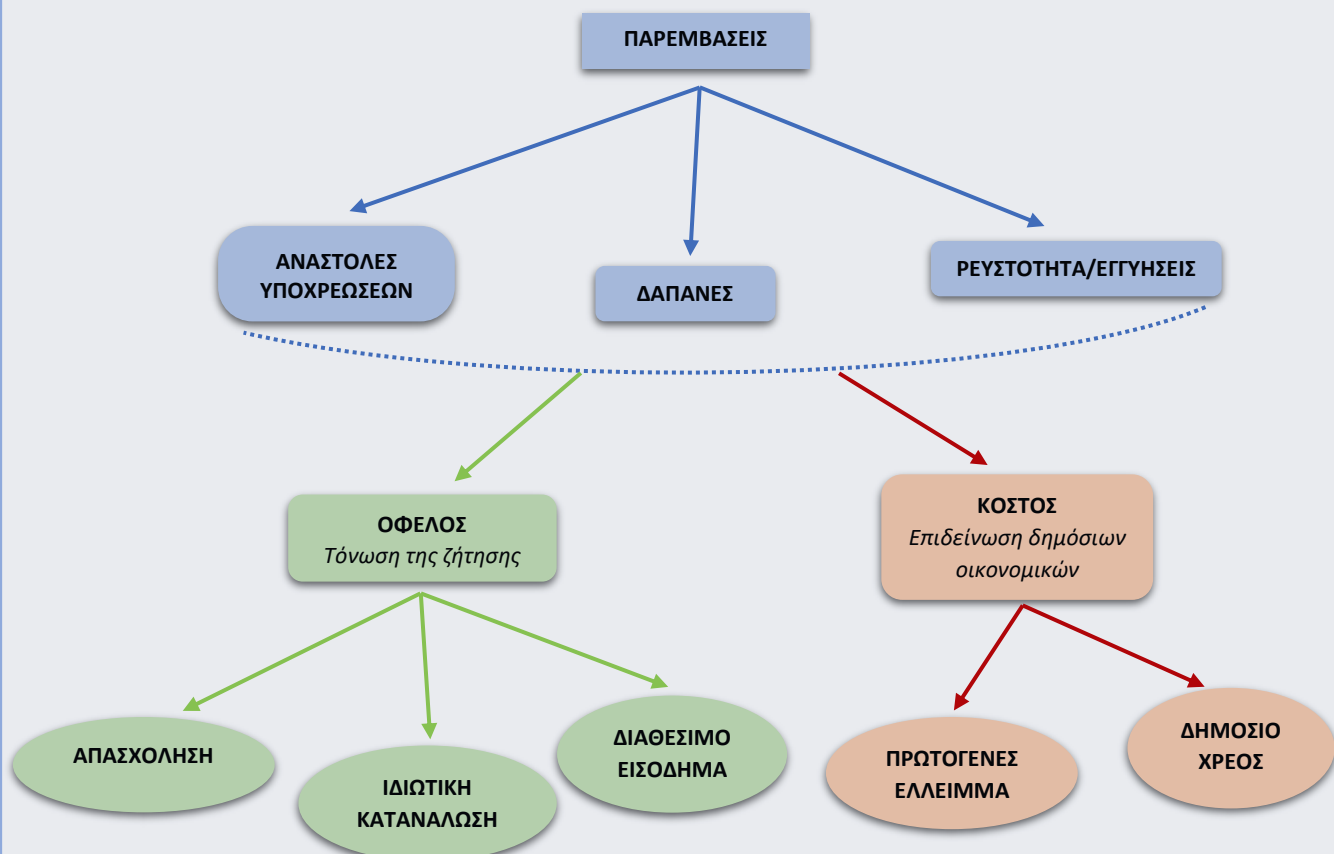 ΠΑΡΕΜΒΑΣΕΙΣ
ΑΝΑΣΤΟΛΕΣ
ΥΠΟΧΡΕΩΣΕΩΝ
ΔΑΠΑΝΕΣ
ΡΕΥΣΤΟΤΗΤΑ/ΕΓΓΥΗΣΕΙΣ
ΟΦΕΛΟΣ
Τόνωση της ζήτησης
ΚΟΣΤΟΣ
Επιδείνωση δημόσιων
οικονομικών
ΑΠΑΣΧΟΛΗΣΗ
ΙΔΙΩΤΙΚΗ
ΚΑΤΑΝΑΛΩΣΗ
ΔΙΑΘΕΣΙΜΟ
ΕΙΣΟΔΗΜΑ
ΠΡΩΤΟΓΕΝΕΣ
ΕΛΛΕΙΜΜΑ
ΔΗΜΟΣΙΟ
ΧΡΕΟΣ